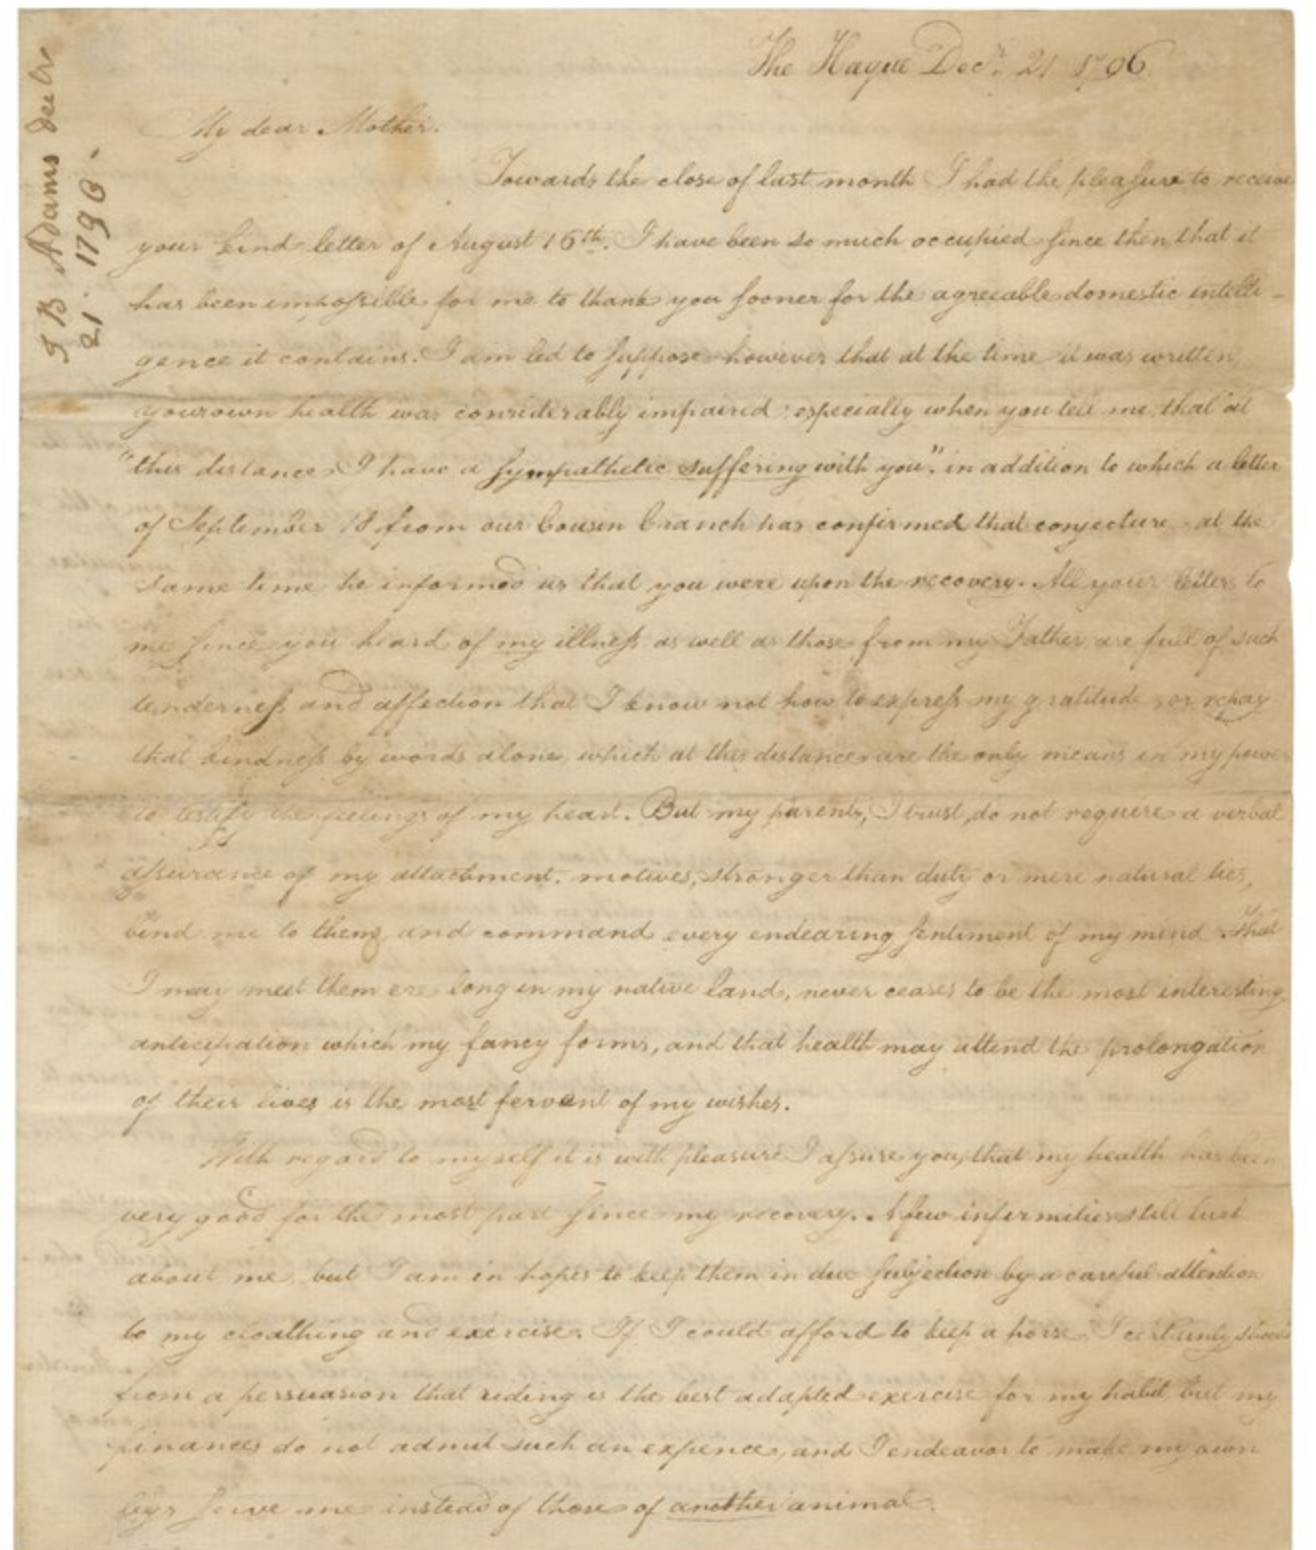 The Hague Decr. 21 1796.
My dear Mother.
Towards the close of last month I had the pleasure to receive
your kind letter of August 16th. I have been so much occupied since then that it
has been impossible for me to thank you sooner for the agreeable domestic intelli-
gence it contains. I am led to suppose however that at the time it was written
your own health was considerably impaired especially when you tell me that "at
"this distance I have a sympathetic suffering with you". in addition to which a letter
of September 18 from our Cousin Cranch has confirmed that conjecture at the
same time he informed us that you were upon the recovery. All your letters to
me since you heard of my illness as well as those from my Father are full of such
tenderness and affection that I know not how to express my gratitude, or repay
that kindness by words alone, which at this distance are the only means in my power
to testify the feelings of my heart. But my parents, I trust, do not require a verbal
assurance of my attachment. motives, stronger than duty or mere natural ties,
bind me to them, and command every endearing sentiment of my mind. That
I may meet them ere long in my native land, never ceases to be the most interesting
anticipation which my fancy forms, and that health may attend the prolongation
of their lives is the most fervent of my wishes.
With regard to myself it is with pleasure I assure you, that my health has been
very good for the most part since my recovery. A few infirmities still lurk
about me, but I am in hopes to keep them in due subjection by a careful attention
to my cloathing and exercise. If I could afford to keep a horse I certainly should
from a persuasion that riding is the best adapted exercise for my habit, but my
finances do not admit such an expence, and I endeavor to make my own
legs serve me instead of those of another animal.
T B Adams decbr
21. 1796.